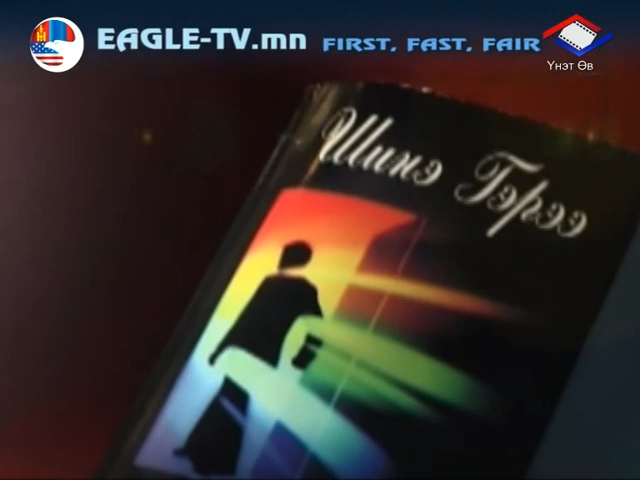 EAGLE-TV.mn FIRST, FAST, FAIR
Үнэт Өв
Шинэ Гэрээ